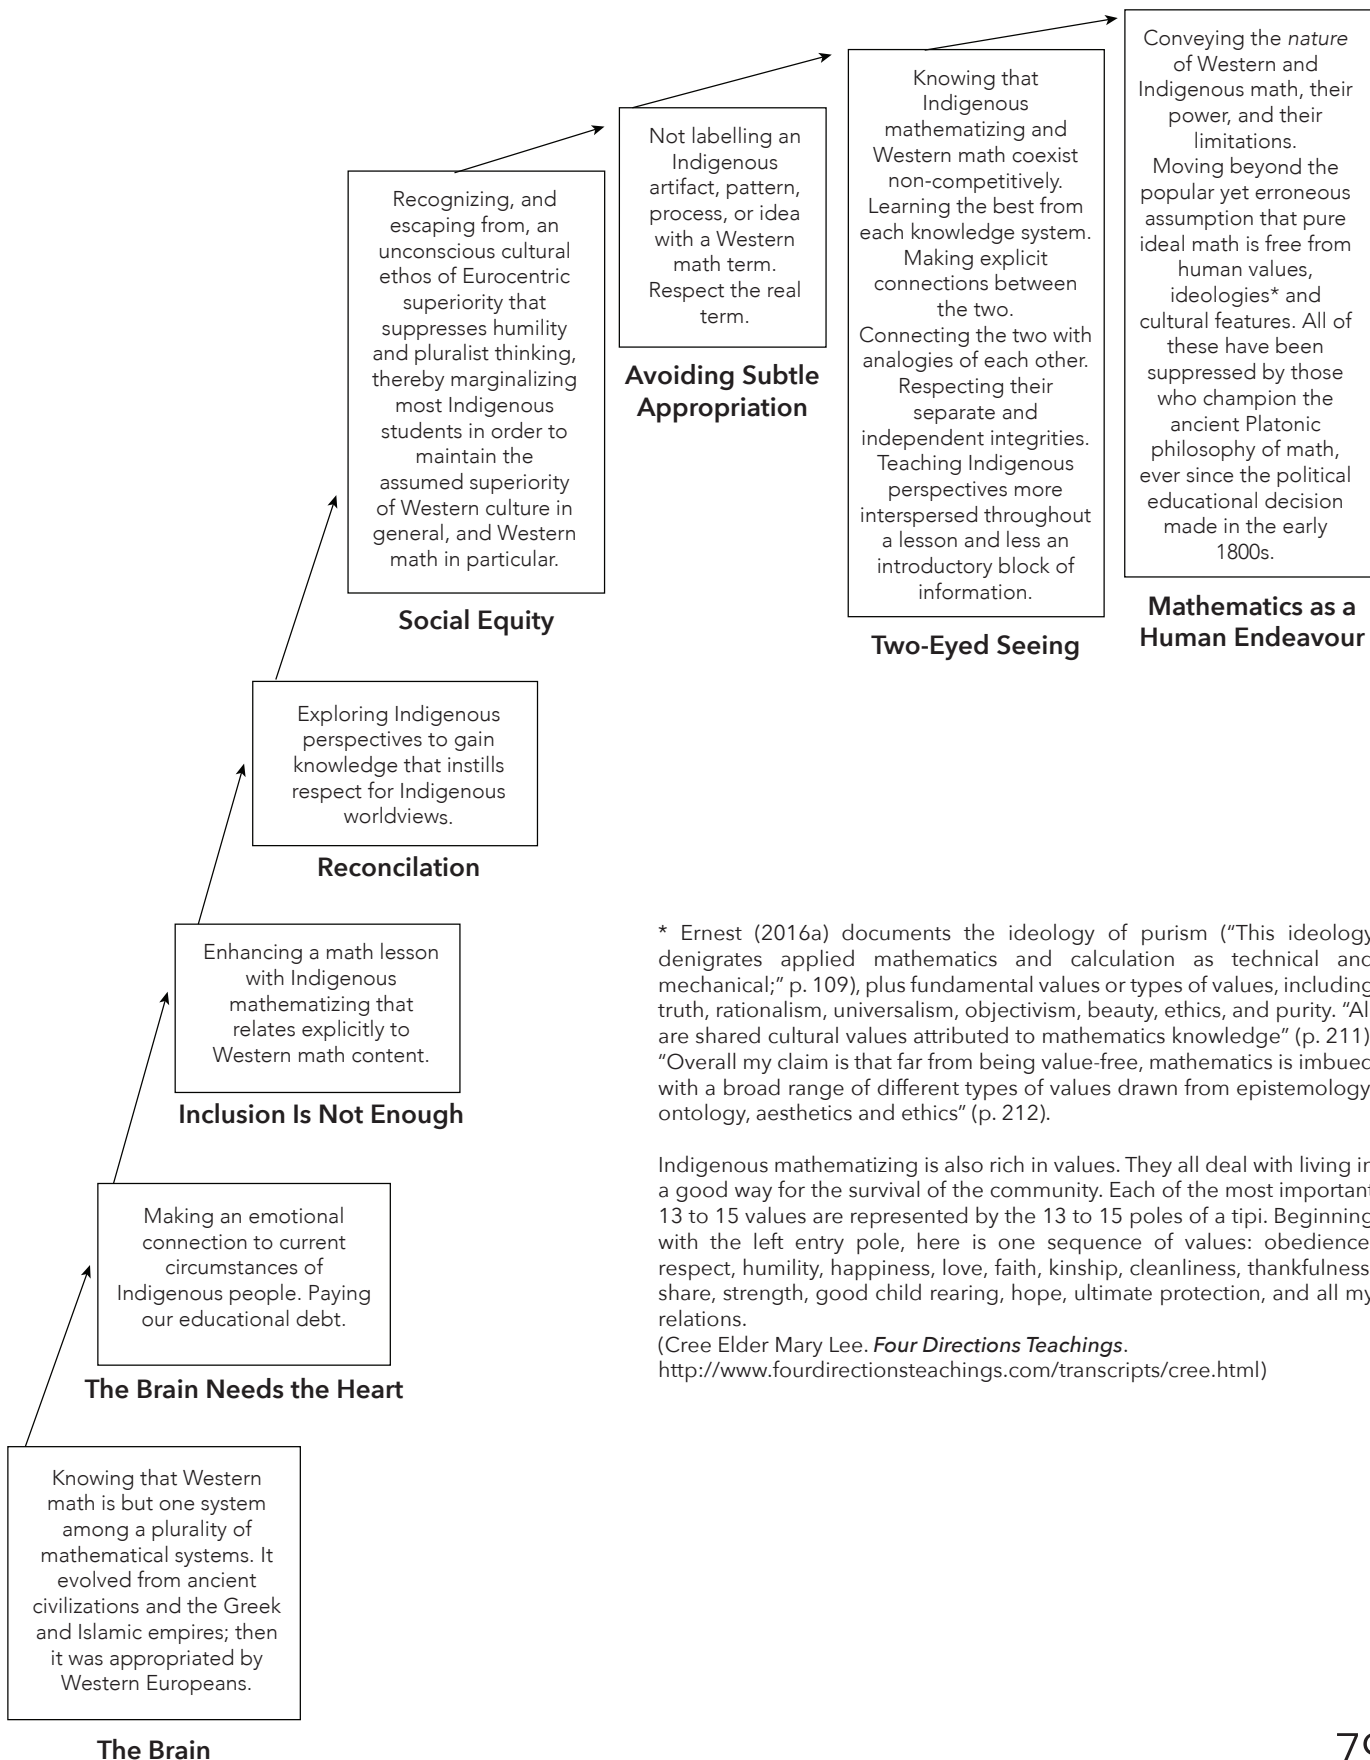 Conveying the nature
of Western and
Indigenous math, their
power, and their
limitations.
Moving beyond the
popular yet erroneous
assumption that pure
ideal math is free from
human values,
ideologies* and
cultural features. All of
these have been
suppressed by those
who champion the
ancient Platonic
philosophy of math,
ever since the political
educational decision
made in the early
1800s.
Mathematics as a
Human Endeavour
Knowing that
Indigenous
mathematizing and
Western math coexist
non-competitively.
Learning the best from
each knowledge system.
Making explicit
connections between
the two.
Connecting the two with
analogies of each other.
Respecting their
separate and
independent integrities.
Teaching Indigenous
perspectives more
interspersed throughout
a lesson and less an
introductory block of
information.
Two-Eyed Seeing
Not labelling an
Indigenous
artifact, pattern,
process, or idea
with a Western
math term.
Respect the real
term.
Avoiding Subtle
Appropriation
Recognizing, and
escaping from, an
unconscious cultural
ethos of Eurocentric
superiority that
suppresses humility
and pluralist thinking,
thereby marginalizing
most Indigenous
students in order to
maintain the
assumed superiority
of Western culture in
general, and Western
math in particular.
Social Equity
Exploring Indigenous
perspectives to gain
knowledge that instills
respect for Indigenous
worldviews.
Reconcilation
Enhancing a math lesson
with Indigenous
mathematizing that
relates explicitly to
Western math content.
Inclusion Is Not Enough
Making an emotional
connection to current
circumstances of
Indigenous people. Paying
our educational debt.
The Brain Needs the Heart
Knowing that Western
math is but one system
among a plurality of
mathematical systems. It
evolved from ancient
civilizations and the Greek
and Islamic empires; then
it was appropriated by
Western Europeans.
The Brain
* Ernest (2016a) documents the ideology of purism ("This ideology
denigrates applied mathematics and calculation as technical and
mechanical;" p. 109), plus fundamental values or types of values, including
truth, rationalism, universalism, objectivism, beauty, ethics, and purity. "Al
are shared cultural values attributed to mathematics knowledge" (p. 211)
"Overall my claim is that far from being value-free, mathematics is imbued
with a broad range of different types of values drawn from epistemology
ontology, aesthetics and ethics" (p. 212).
Indigenous mathematizing is also rich in values. They all deal with living in
a good way for the survival of the community. Each of the most important
13 to 15 values are represented by the 13 to 15 poles of a tipi. Beginning
with the left entry pole, here is one sequence of values: obedience
respect, humility, happiness, love, faith, kinship, cleanliness, thankfulness
share, strength, good child rearing, hope, ultimate protection, and all my
relations.
(Cree Elder Mary Lee. Four Directions Teachings.
http://www.fourdirectionsteachings.com/transcripts/cree.html)
79